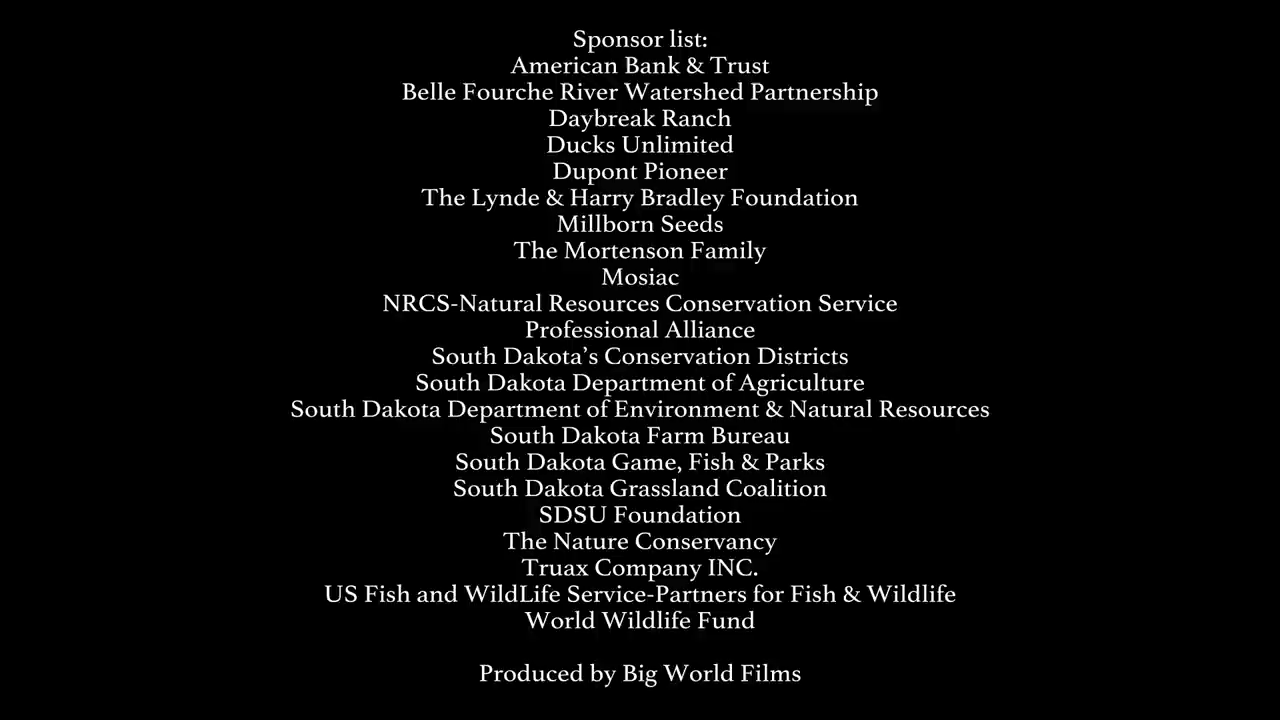 Sponsor list:
American Bank & Trust
Belle Fourche River Watershed Partnership
Daybreak Ranch
Ducks Unlimited
Dupont Pioneer
The Lynde & Harry Bradley Foundation
Millborn Seeds
The Mortenson Family
Mosiac
NRCS-Natural Resources Conservation Service
Professional Alliance
South Dakota’s Conservation Districts
South Dakota Department of Agriculture
South Dakota Department of Environment & Natural Resources
South Dakota Farm Bureau
South Dakota Game, Fish & Parks
South Dakota Grassland Coalition
SDSU Foundation
The Nature Conservancy
Truax Company INC.
US Fish and WildLife Service-Partners for Fish & Wildlife
World Wildlife Fund
Produced by Big World Films